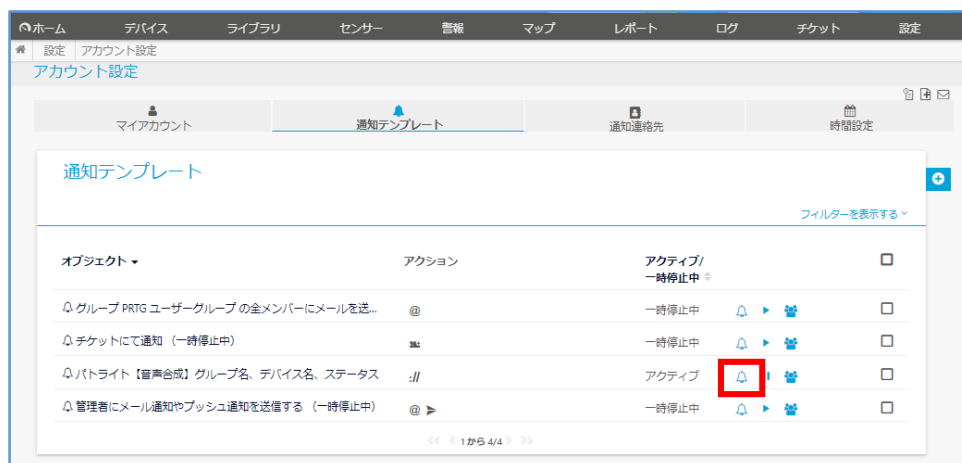 ホーム デバイス ライブラリ センサー 警報 マップ レポート ログ チケット 設定
設定 アカウント設定
アカウント設定
マイアカウント 通知テンプレート 通知連絡先 時間設定
通知テンプレート
フィルターを表示する
オブジェクト アクション アクティブ/
一時停止中
グループ PRTG ユーザーグループ の全メンバーにメールを送... @ 一時停止中
チケットにて通知 （一時停止中） 一時停止中
パトライト【音声合成】グループ名、デバイス名、ステータス :// アクティブ
管理者にメール通知やプッシュ通知を送信する （一時停止中） @ 一時停止中
<< < 1から 4/4 > >>